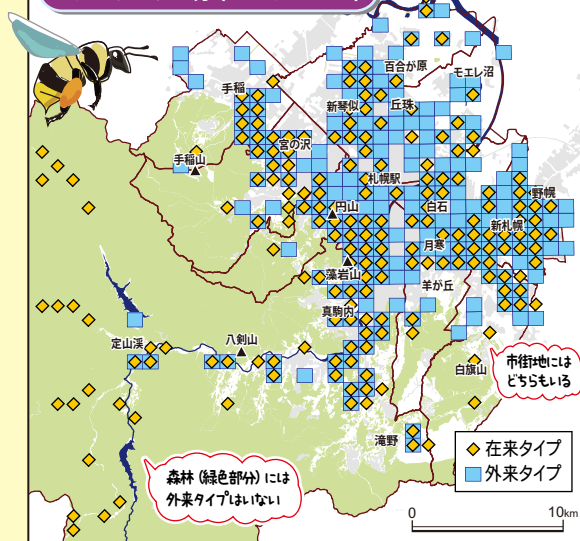 百合が原
モエレ沼
手稲
新琴似
丘珠
宮の沢
手稲山
札幌駅
野幌
円山
白石
新札幌
月寒
藻岩山
羊が丘
真駒内
定山渓
八剣山
市街地には
どちらもいる
白旗山
滝野
在来タイプ
外来タイプ
森林（緑色部分）には
外来タイプはいない
0
10km